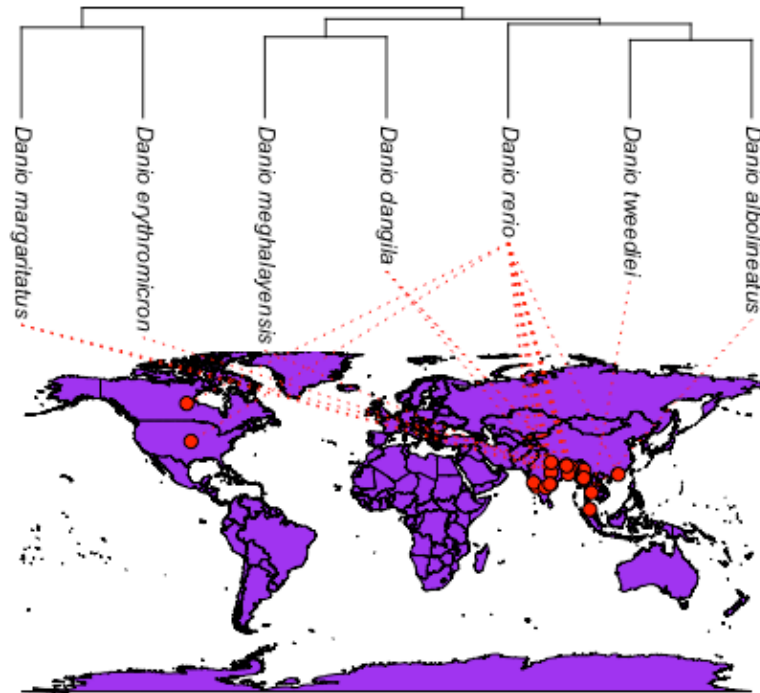 Danio margaritatus
Danio erythromicron
Danio meghalayensis
Danio dangila
Danio rerio
Danio tweediei
Danio albolineatus